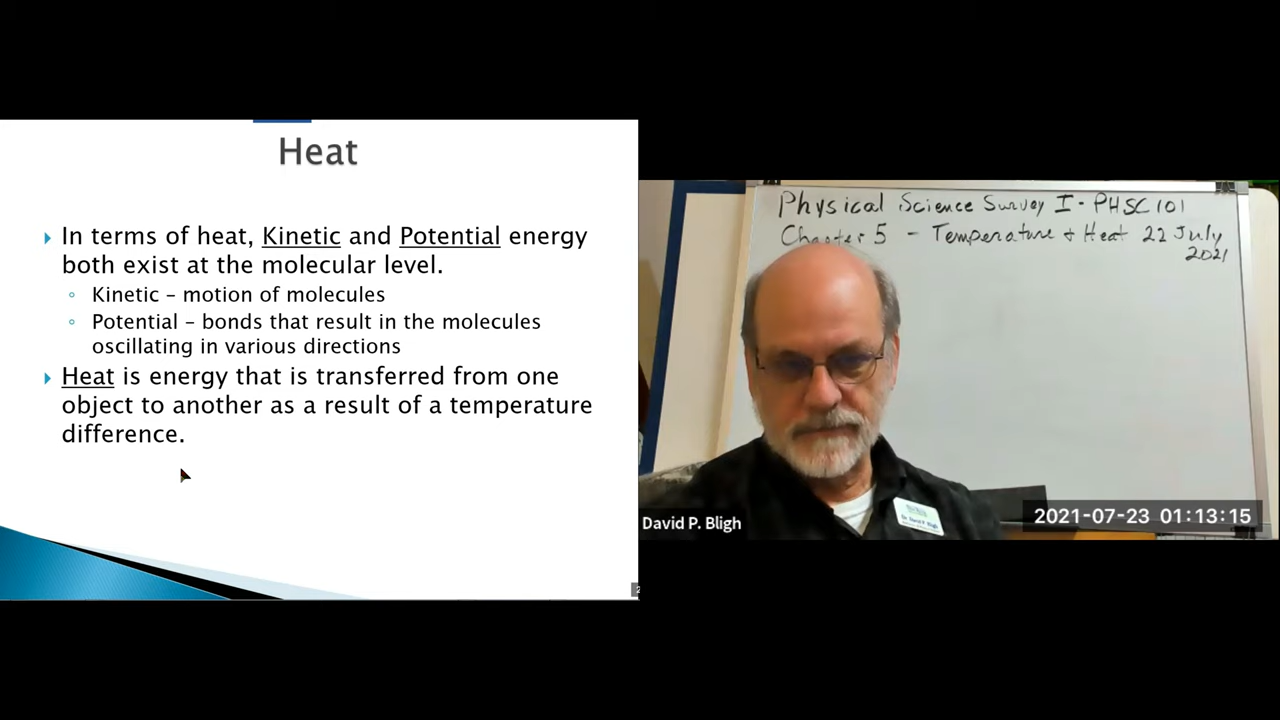 Heat
In terms of heat, Kinetic and Potential energy
both exist at the molecular level.
Kinetic – motion of molecules
Potential – bonds that result in the molecules
oscillating in various directions
Heat is energy that is transferred from one
object to another as a result of a temperature
difference.
Physical Science Survey I - PHSC 101
Chapter 5 - Temperature + Heat 22 July
2021
David P. Bligh
2021-07-23 01:13:15